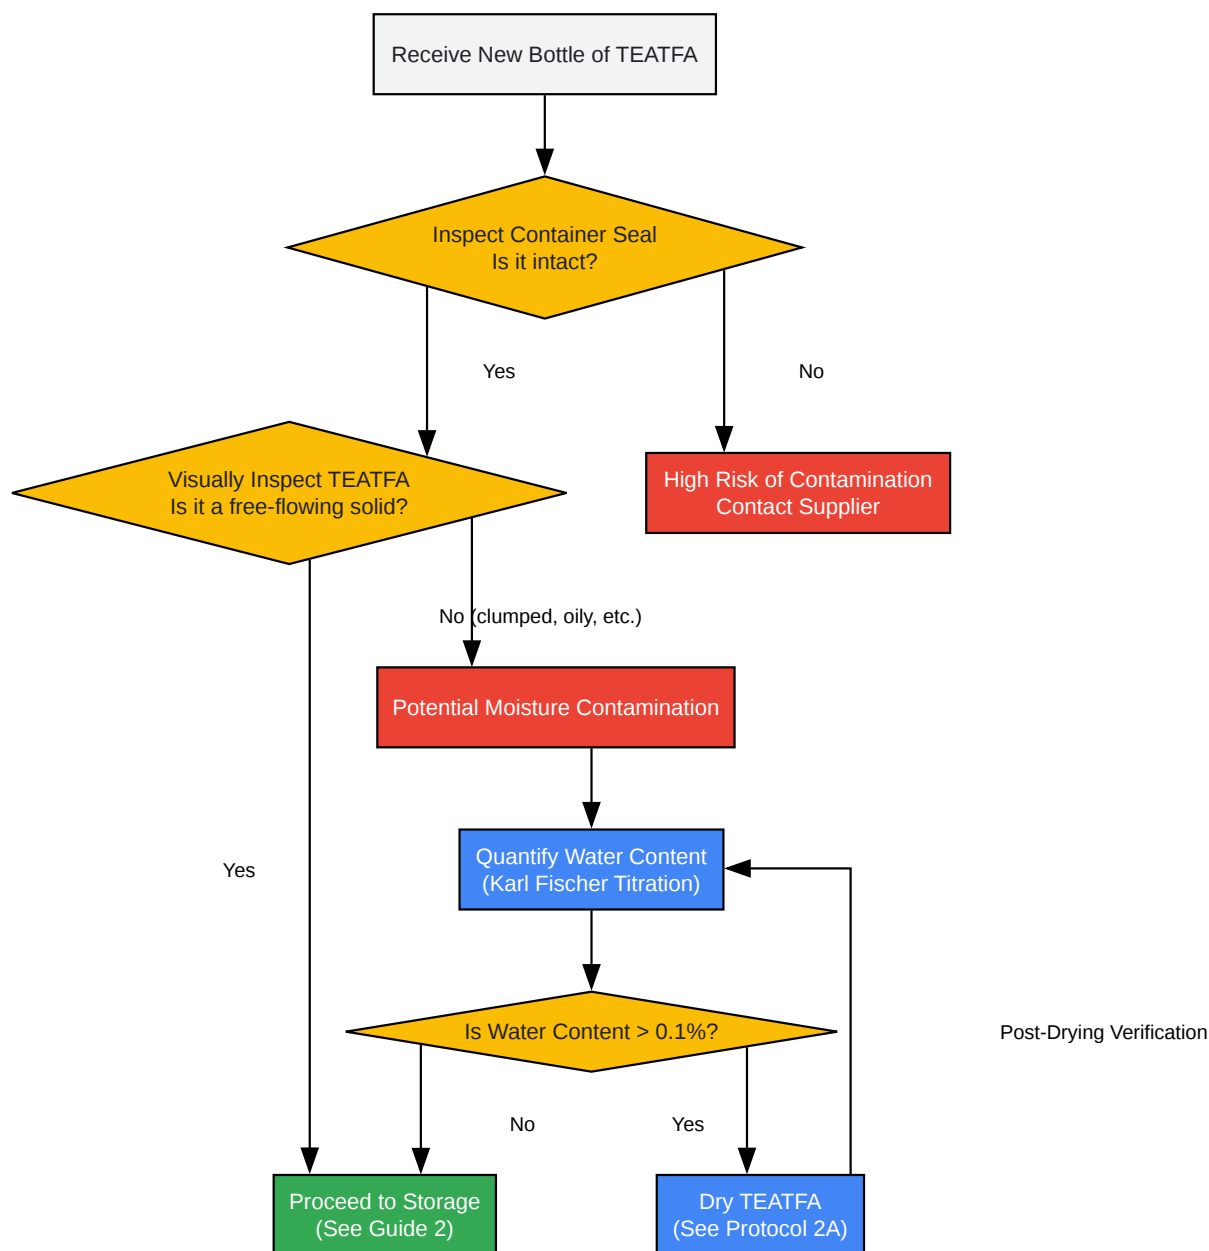 Receive New Bottle of TEATFA
Inspect Container Seal
Is it intact?
Yes
No
Visually Inspect TEATFA
Is it a free-flowing solid?
High Risk of Contamination
Contact Supplier
No (clumped, oily, etc.)
Potential Moisture Contamination
Quantify Water Content
(Karl Fischer Titration)
Yes
Is Water Content > 0.1%?
Post-Drying Verification
No
Yes
Proceed to Storage
(See Guide 2)
Dry TEATFA
(See Protocol 2A)